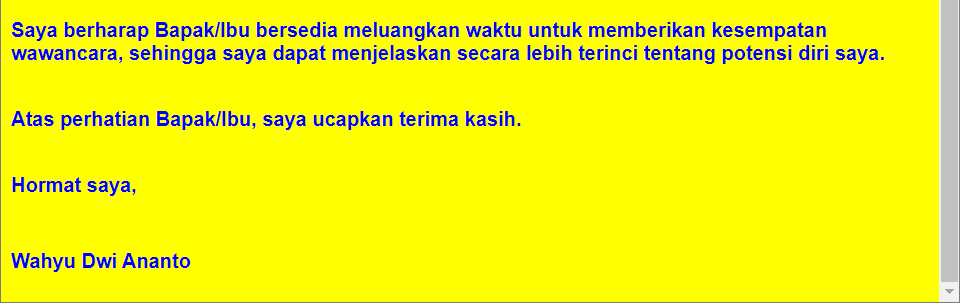 Saya berharap Bapak/Ibu bersedia meluangkan waktu untuk memberikan kesempatan
wawancara, sehingga saya dapat menjelaskan secara lebih terinci tentang potensi diri saya.
Atas perhatian Bapak/Ibu, saya ucapkan terima kasih.
Hormat saya,
Wahyu Dwi Ananto